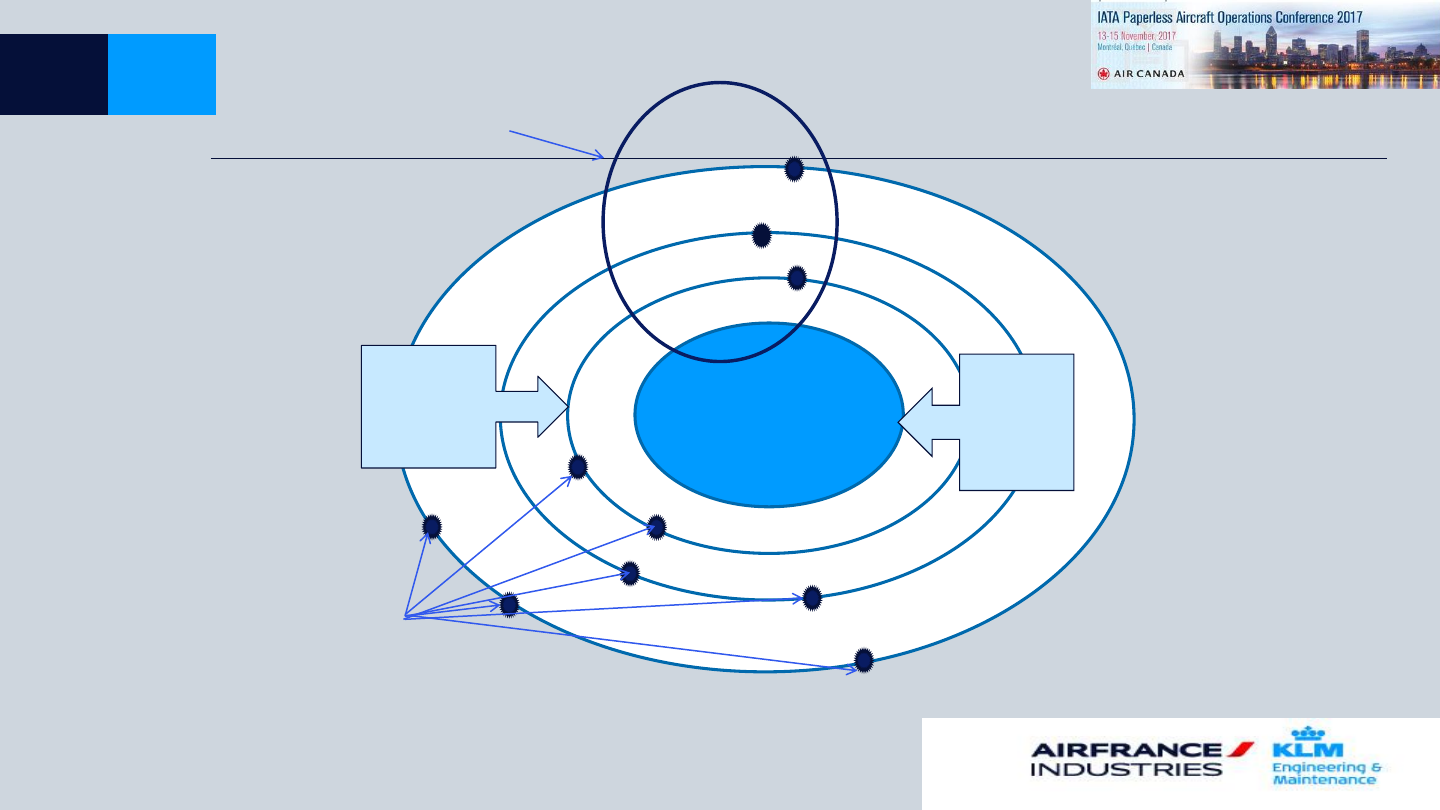 IATA Paperless Aircraft Operations Conference 2017
13-15 November, 2017
Montréal, Québec | Canada
AIR CANADA
AIRFRANCE
INDUSTRIES
KLM
Engineering &
Maintenance